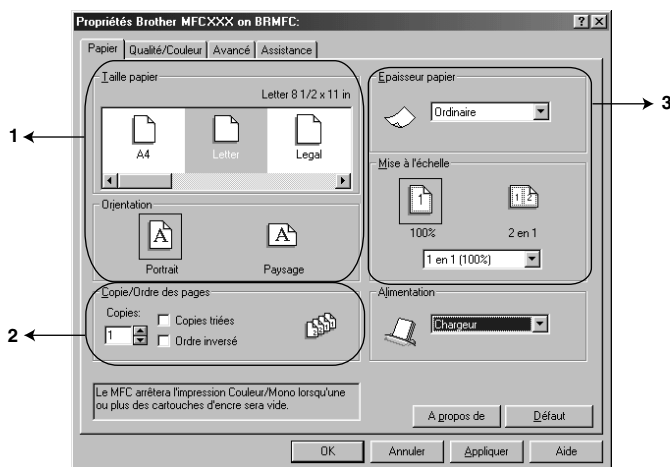 Propriétés Brother MFCXXX on BRMFC:
Papier Qualité/Couleur Avancé Assistance
Taille papier
Letter 8 1/2 x 11 in
A4 Letter Legal
Orientation
Portrait Paysage
Copie/Ordre des pages
Copies:
1
Copies triées
Ordre inversé
Epaisseur papier
Ordinaire
Mise à l'échelle
1 1 2
100% 2 en 1
1 en 1 (100%)
Alimentation
Chargeur
Le MFC arrêtera l'impression Couleur/Mono lorsqu'une
ou plus des cartouches d'encre sera vide.
A propos de Défaut
OK Annuler Appliquer Aide
1
2
3